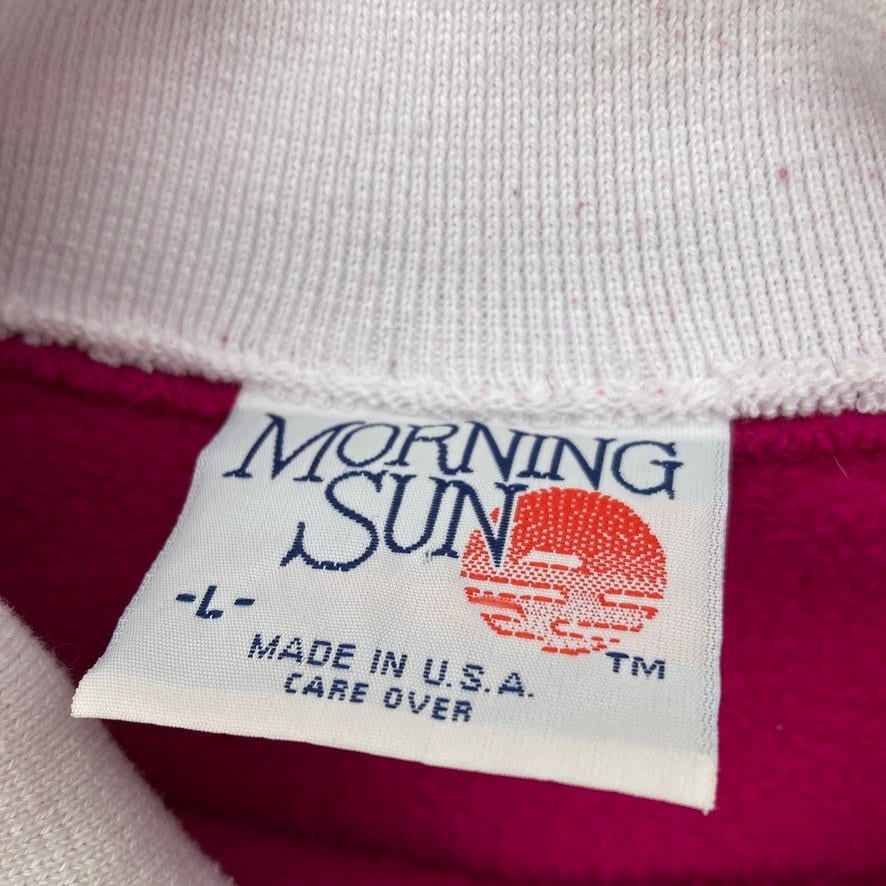 MORNING
SUN
-L-
TM
MADE IN U.S.A.
CARE OVER